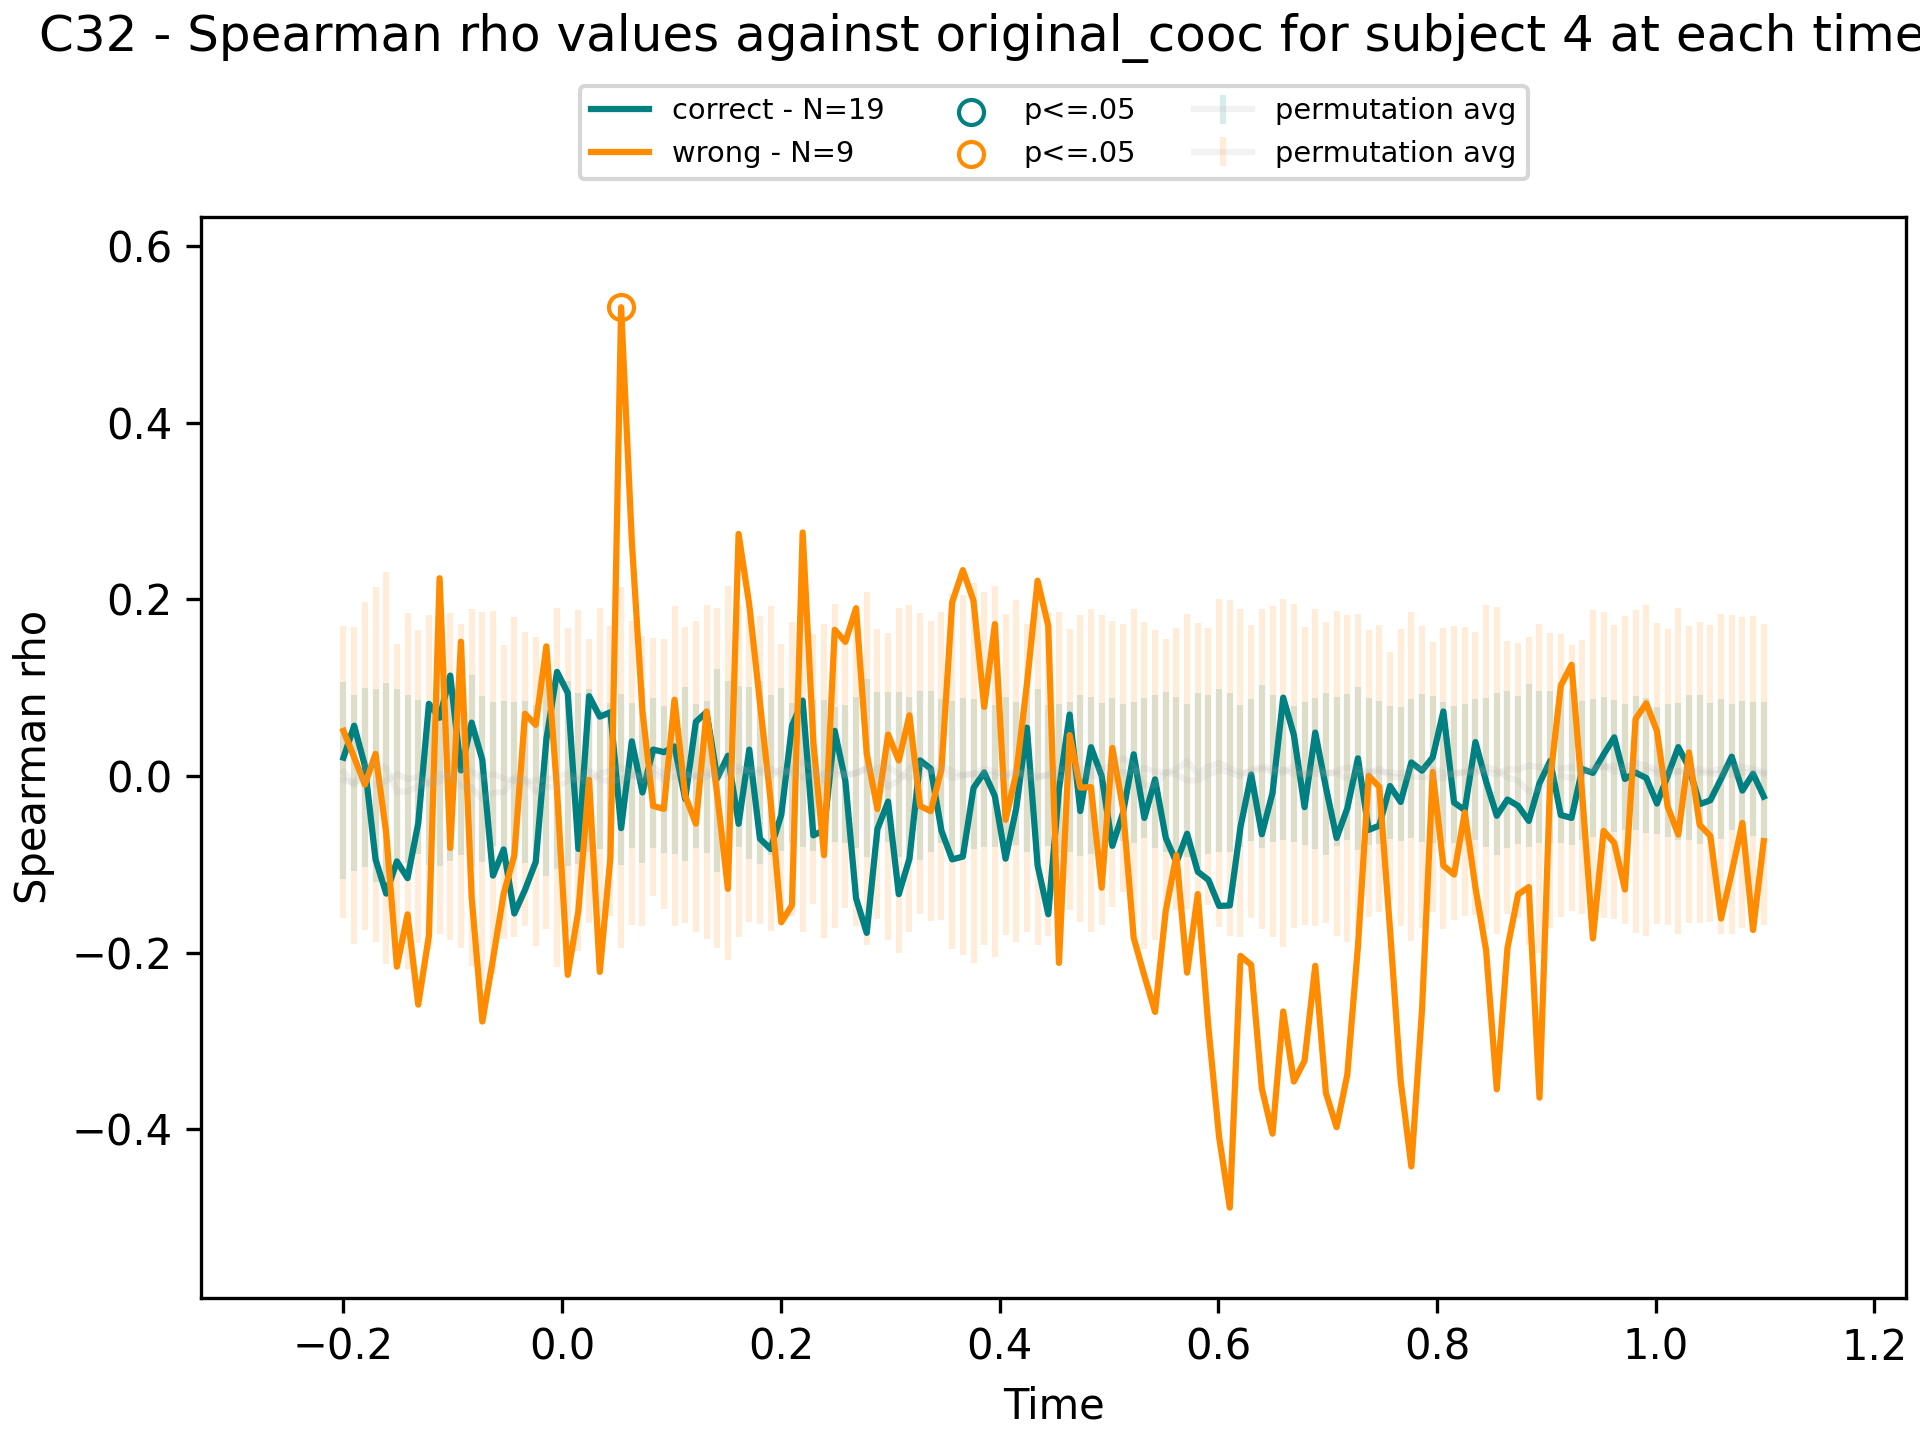 C32 - Spearman rho values against original_cooc for subject 4 at each time
correct - N=19
wrong - N=9
p<=.05
p<=.05
permutation avg
permutation avg
Spearman rho
0.6
0.4
0.2
0.0
−0.2
−0.4
−0.2 0.0 0.2 0.4 0.6 0.8 1.0 1.2
Time